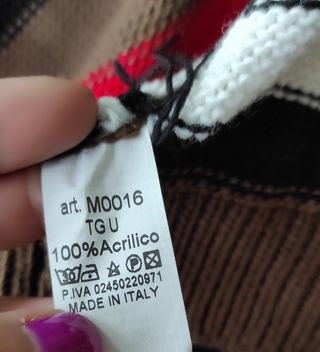 art. M0016
TGU
100%Acrilico
P.IVA 02450220971
MADE IN ITALY